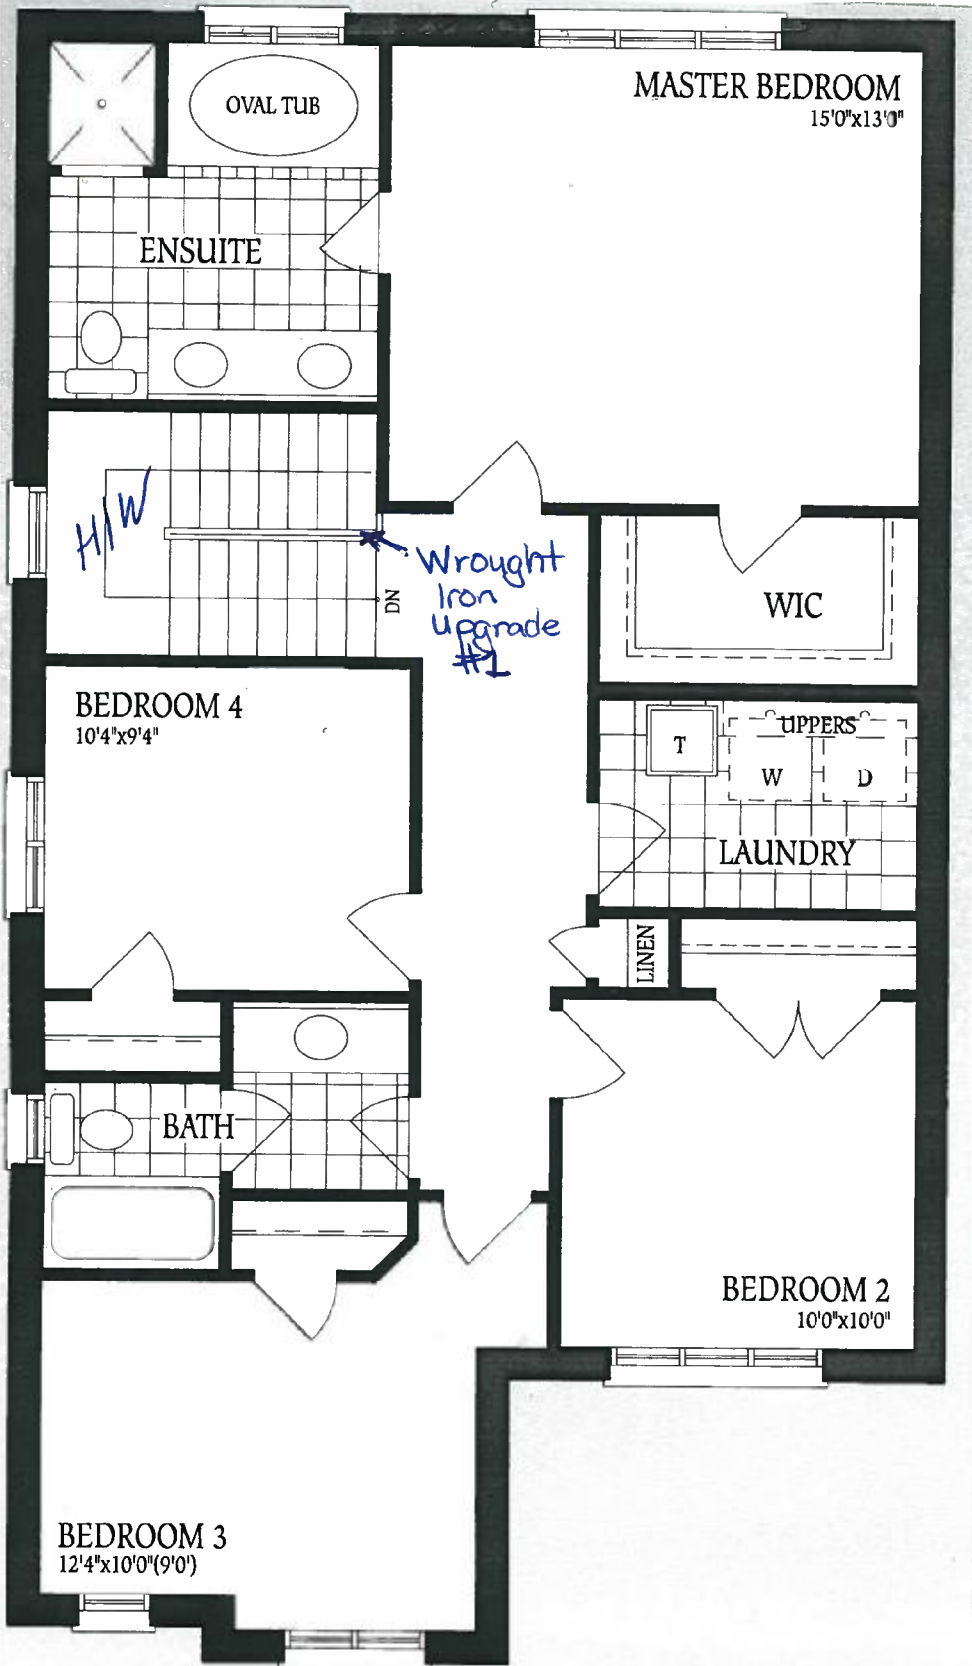 OVAL TUB
MASTER BEDROOM
15'0"x13'0"
ENSUITE
H/W
Wrought
Iron
Upgrade
#1
DN
WIC
BEDROOM 4
10'4"x9'4"
UPPERS
T
W
D
LAUNDRY
LINEN
BATH
BEDROOM 2
10'0"x10'0"
BEDROOM 3
12'4"x10'0"(9'0')